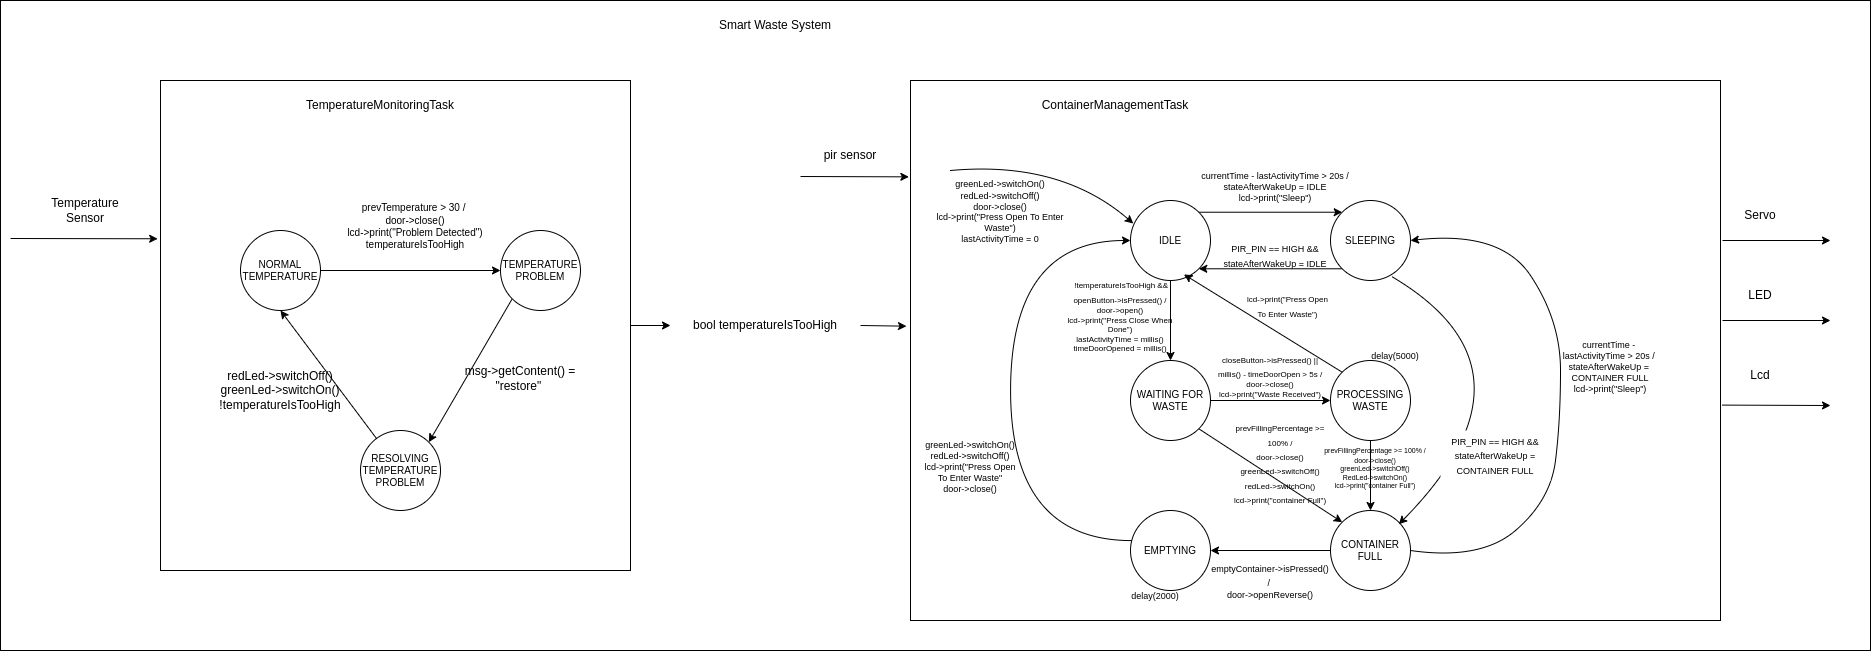 Smart Waste System
TemperatureMonitoringTask
Temperature
Sensor
prevTemperature > 30 /
door->close()
lcd->print("Problem Detected")
temperatureIsTooHigh
NORMAL
TEMPERATURE
TEMPERATURE
PROBLEM
msg->getContent() =
"restore"
redLed->switchOff()
greenLed->switchOn()
!temperatureIsTooHigh
RESOLVING
TEMPERATURE
PROBLEM
bool temperatureIsTooHigh
pir sensor
ContainerManagementTask
greenLed->switchOn()
redLed->switchOff()
door->close()
lcd->print("Press Open To Enter
Waste")
lastActivityTime = 0
currentTime - lastActivityTime > 20s /
stateAfterWakeUp = IDLE
lcd->print("Sleep")
IDLE
SLEEPING
PIR_PIN == HIGH &&
stateAfterWakeUp = IDLE
!temperatureIsTooHigh &&
openButton->isPressed() /
door->open()
lcd->print("Press Close When
Done")
lastActivityTime = millis()
timeDoorOpened = millis()
lcd->print("Press Open
To Enter Waste")
delay(5000)
closeButton->isPressed() ||
millis() - timeDoorOpen > 5s /
door->close()
lcd->print("Waste Received")
WAITING FOR
WASTE
PROCESSING
WASTE
currentTime -
lastActivityTime > 20s /
stateAfterWakeUp =
CONTAINER FULL
lcd->print("Sleep")
prevFillingPercentage >=
100% /
door->close()
greenLed->switchOff()
redLed->switchOn()
lcd->print("container Full")
prevFillingPercentage >= 100% /
door->close()
greenLed->switchOff()
RedLed->switchOn()
lcd->print("container Full")
PIR_PIN == HIGH &&
stateAfterWakeUp =
CONTAINER FULL
greenLed->switchOn()
redLed->switchOff()
lcd->print("Press Open
To Enter Waste"
door->close()
EMPTYING
delay(2000)
CONTAINER
FULL
emptyContainer->isPressed()
/
door->openReverse()
Servo
LED
Lcd